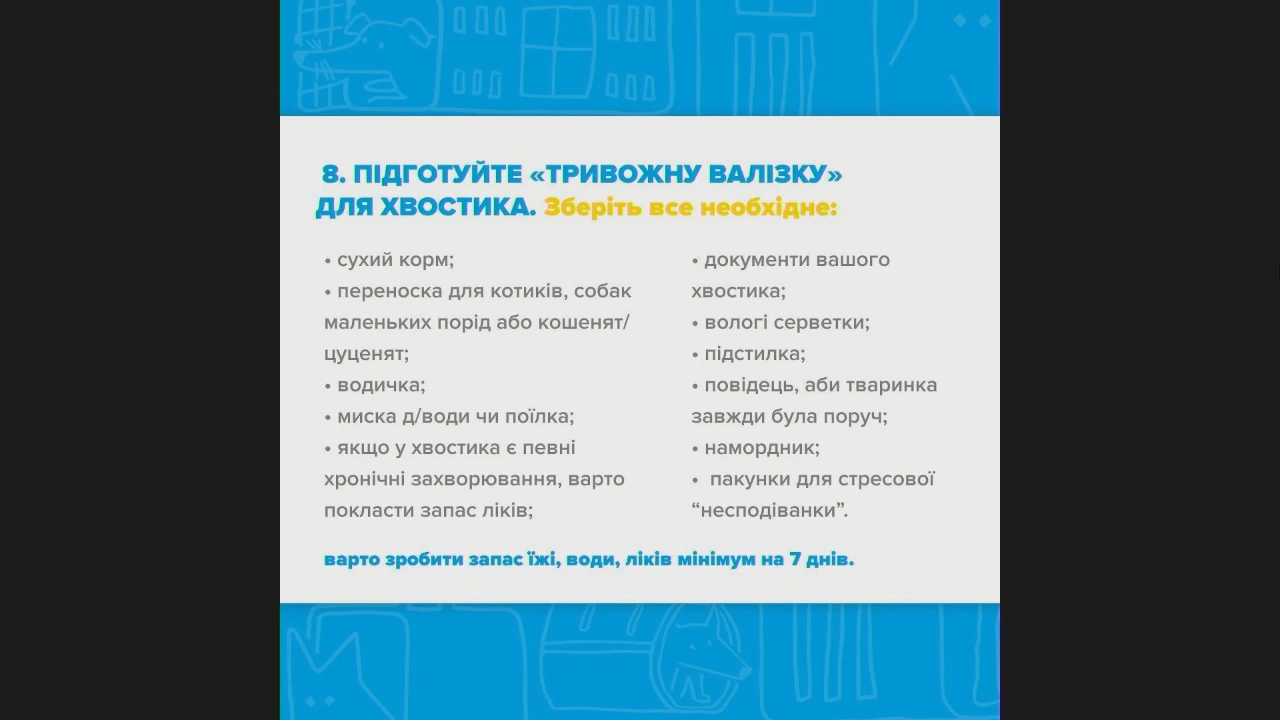 8. ПІДГОТУЙТЕ «ТРИВОЖНУ ВАЛІЗКУ»
ДЛЯ ХВОСТИКА. Зберіть все необхідне:
• сухий корм;
• переноска для котиків, собак
маленьких порід або кошенят/
цуценят;
• водичка;
• миска д/води чи поїлка;
• якщо у хвостика є певні
хронічні захворювання, варто
покласти запас ліків;
• документи вашого
хвостика;
• вологі серветки;
• підстилка;
• повідець, аби тваринка
завжди була поруч;
• намордник;
• пакунки для стресової
“несподіванки”.
варто зробити запас їжі, води, ліків мінімум на 7 днів.